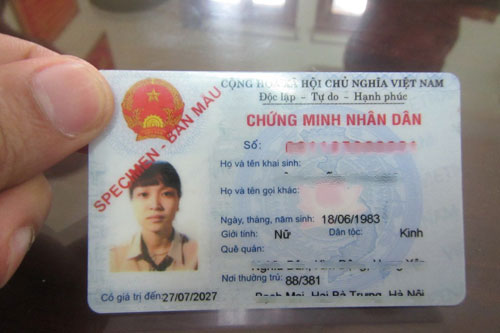 CỘNG HÒA XÃ HỘI CHỦ NGHĨA VIỆT NAM
Độc lập - Tự do - Hạnh phúc
CHỨNG MINH NHÂN DÂN
SPECIMEN - BẢN MẪU
Số:
Họ và tên khai sinh:
Họ và tên gọi khác:
Ngày, tháng, năm sinh: 18/06/1983
Giới tính: Nữ Dân tộc: Kinh
Quê quán:
Nơi thường trú: 88/381
Bạch Mai, Hai Bà Trưng, Hà Nội
Có giá trị đến 27/07/2027